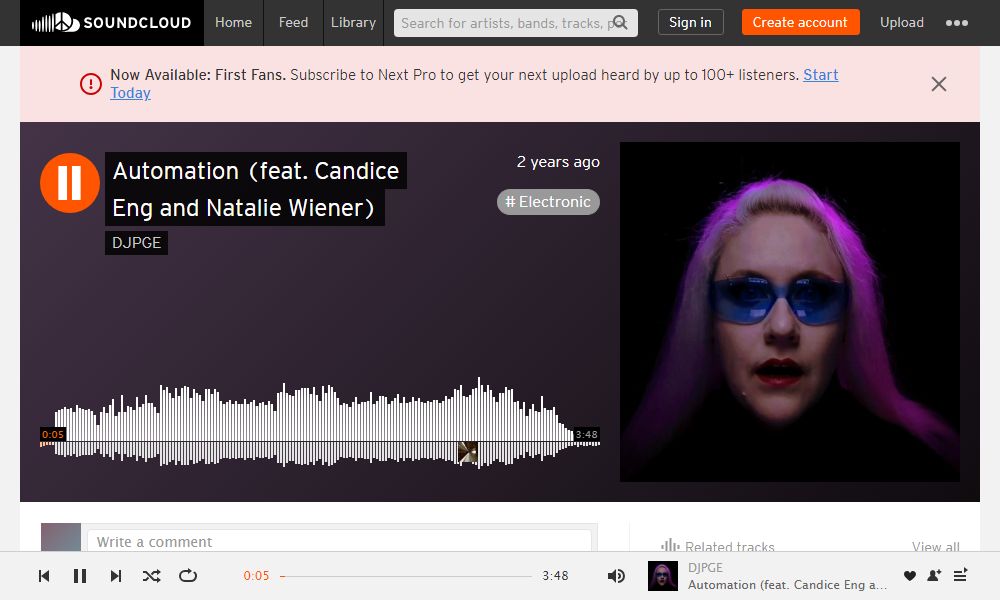 SOUNDCLOUD Home Feed Library Search for artists, bands, tracks, Sign in Create account Upload
Now Available: First Fans. Subscribe to Next Pro to get your next upload heard by up to 100+ listeners. Start
Today
Automation (feat. Candice
Eng and Natalie Wiener)
DJPGE
2 years ago
# Electronic
0:05
3:48
Write a comment
Related tracks
View all
0:05
3:48
DJPGE
Automation (feat. Candice Eng a...